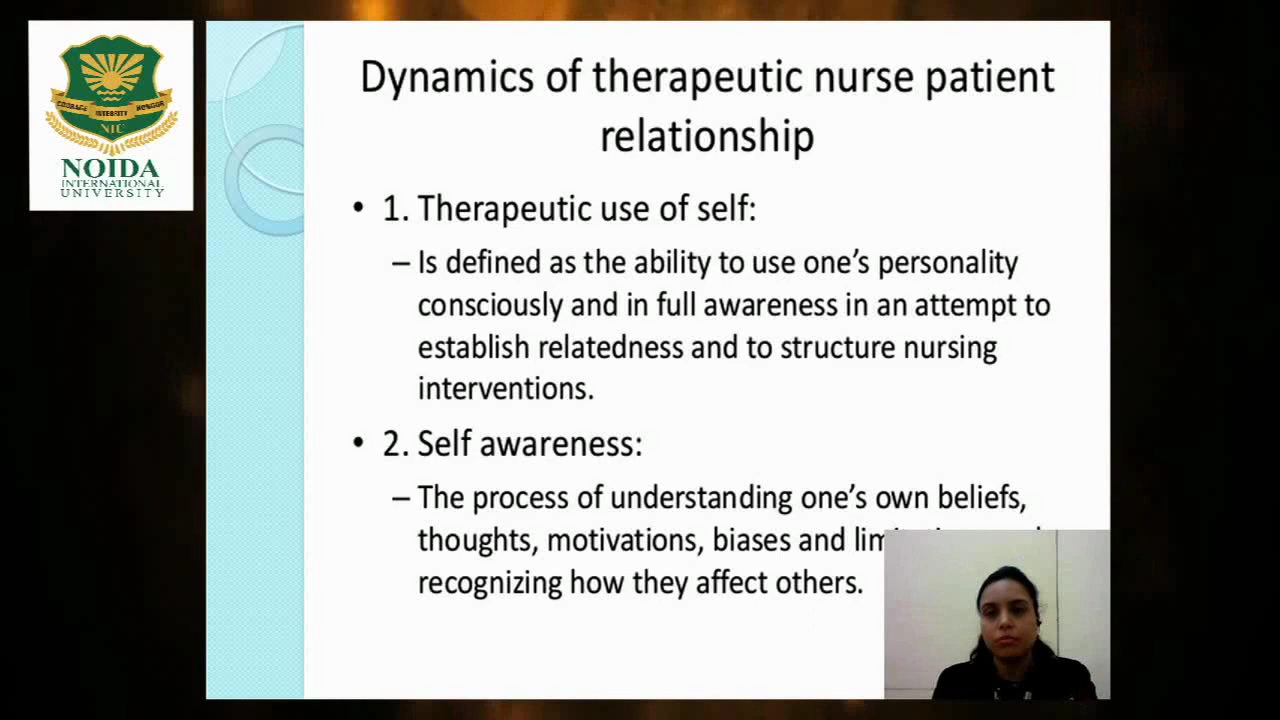 COURAGE INTEGRITY HONOUR
NIU
NOIDA
INTERNATIONAL
UNIVERSITY
Dynamics of therapeutic nurse patient
relationship
• 1. Therapeutic use of self:
– Is defined as the ability to use one’s personality
consciously and in full awareness in an attempt to
establish relatedness and to structure nursing
interventions.
• 2. Self awareness:
– The process of understanding one’s own beliefs,
thoughts, motivations, biases and
recognizing how they affect others.